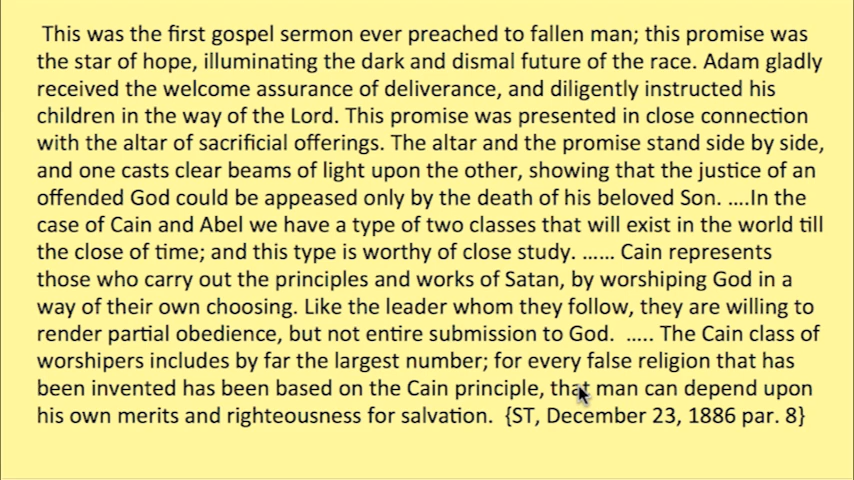 This was the first gospel sermon ever preached to fallen man; this promise was
the star of hope, illuminating the dark and dismal future of the race. Adam gladly
received the welcome assurance of deliverance, and diligently instructed his
children in the way of the Lord. This promise was presented in close connection
with the altar of sacrificial offerings. The altar and the promise stand side by side,
and one casts clear beams of light upon the other, showing that the justice of an
offended God could be appeased only by the death of his beloved Son. ....In the
case of Cain and Abel we have a type of two classes that will exist in the world till
the close of time; and this type is worthy of close study. ...... Cain represents
those who carry out the principles and works of Satan, by worshiping God in a
way of their own choosing. Like the leader whom they follow, they are willing to
render partial obedience, but not entire submission to God.  ..... The Cain class of
worshipers includes by far the largest number; for every false religion that has
been invented has been based on the Cain principle, that man can depend upon
his own merits and righteousness for salvation.  {ST, December 23, 1886 par. 8}